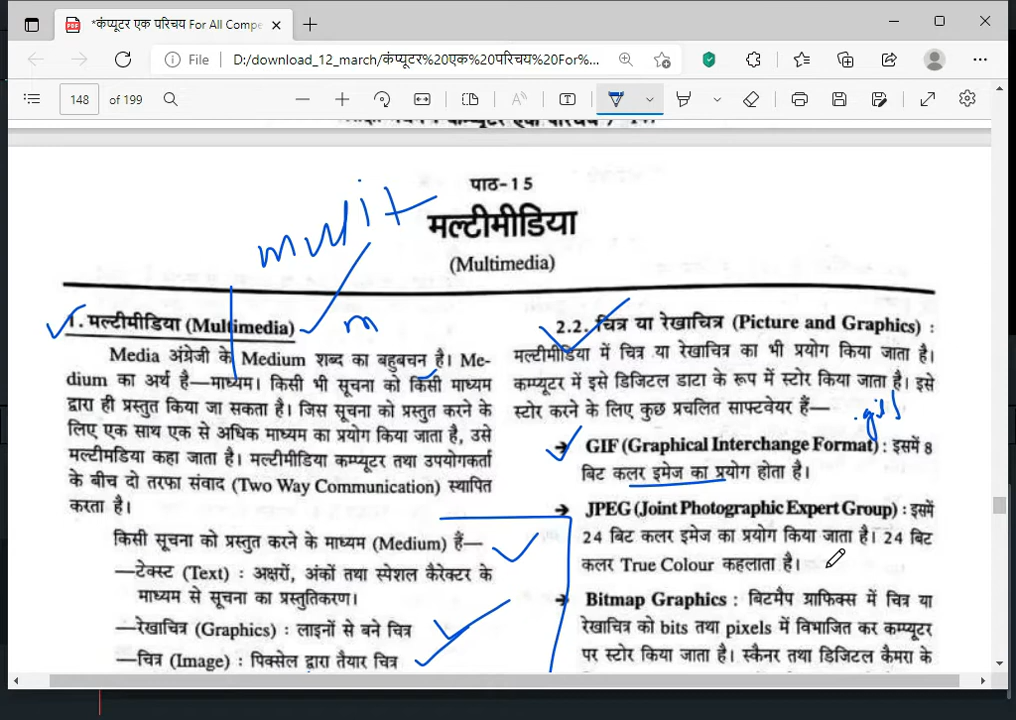 *कंप्यूटर एक परिचय For All Compe
File D:/download_12_march/कंप्यूटर%20एक%20परिचय%20For%...
148 of 199
पाठ-15
मल्टीमीडिया
(Multimedia)
mulit
m
1. मल्टीमीडिया (Multimedia)
Media अंग्रेजी के Medium शब्द का बहुबचन है। Me-
dium का अर्थ है—माध्यम। किसी भी सूचना को किसी माध्यम
द्वारा ही प्रस्तुत किया जा सकता है। जिस सूचना को प्रस्तुत करने के
लिए एक साथ एक से अधिक माध्यम का प्रयोग किया जाता है, उसे
मल्टीमडिया कहा जाता है। मल्टीमीडिया कम्प्यूटर तथा उपयोगकर्ता
के बीच दो तरफा संवाद (Two Way Communication) स्थापित
करता है।
किसी सूचना को प्रस्तुत करने के माध्यम (Medium) हैं—
—टेक्स्ट (Text) : अक्षरों, अंकों तथा स्पेशल कैरेक्टर के
माध्यम से सूचना का प्रस्तुतिकरण।
—रेखाचित्र (Graphics) : लाइनों से बने चित्र
—चित्र (Image) : पिक्सेल द्वारा तैयार चित्र
2.2. चित्र या रेखाचित्र (Picture and Graphics) :
मल्टीमीडिया में चित्र या रेखाचित्र का भी प्रयोग किया जाता है।
कम्प्यूटर में इसे डिजिटल डाटा के रूप में स्टोर किया जाता है। इसे
स्टोर करने के लिए कुछ प्रचलित साफ्टवेयर हैं—
➔ GIF (Graphical Interchange Format) : इसमें 8
बिट कलर इमेज का प्रयोग होता है।
➔ JPEG (Joint Photographic Expert Group) : इसमें
24 बिट कलर इमेज का प्रयोग किया जाता है। 24 बिट
कलर True Colour कहलाता है।
➔ Bitmap Graphics : बिटमैप ग्राफिक्स में चित्र या
रेखाचित्र को bits तथा pixels में विभाजित कर कम्प्यूटर
पर स्टोर किया जाता है। स्कैनर तथा डिजिटल कैमरा के